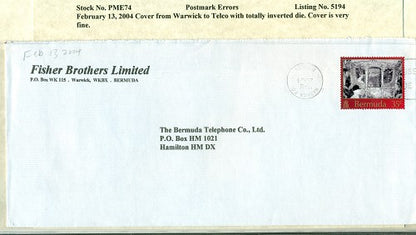 Stock No. PME74 Postmark Errors Listing No. 5194
February 13, 2004 Cover from Warwick to Telco with totally inverted die. Cover is very
fine.
Feb 13, 2004
Fisher Brothers Limited
P.O. Box WK 115 . Warwick, WKBX . BERMUDA
Bermuda 35c
The Bermuda Telephone Co., Ltd.
P.O. Box HM 1021
Hamilton HM DX